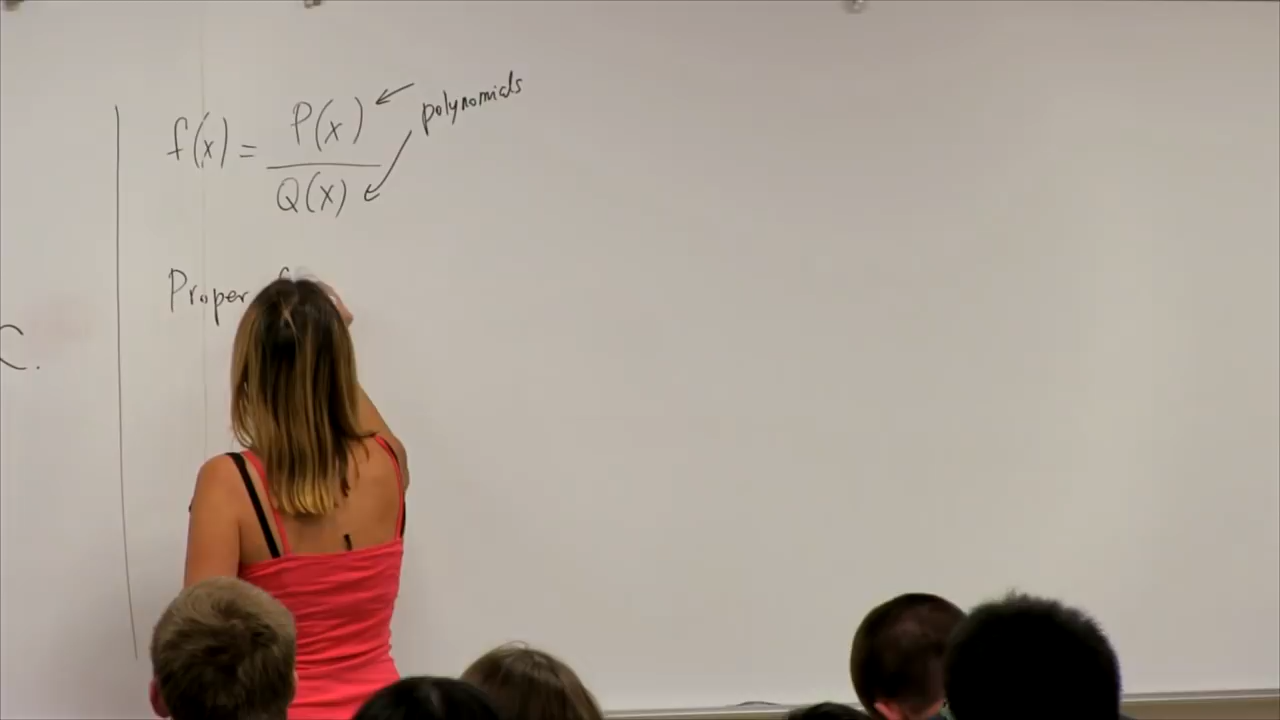 f(x) = P(x) / Q(x) polynomials
Proper
C.